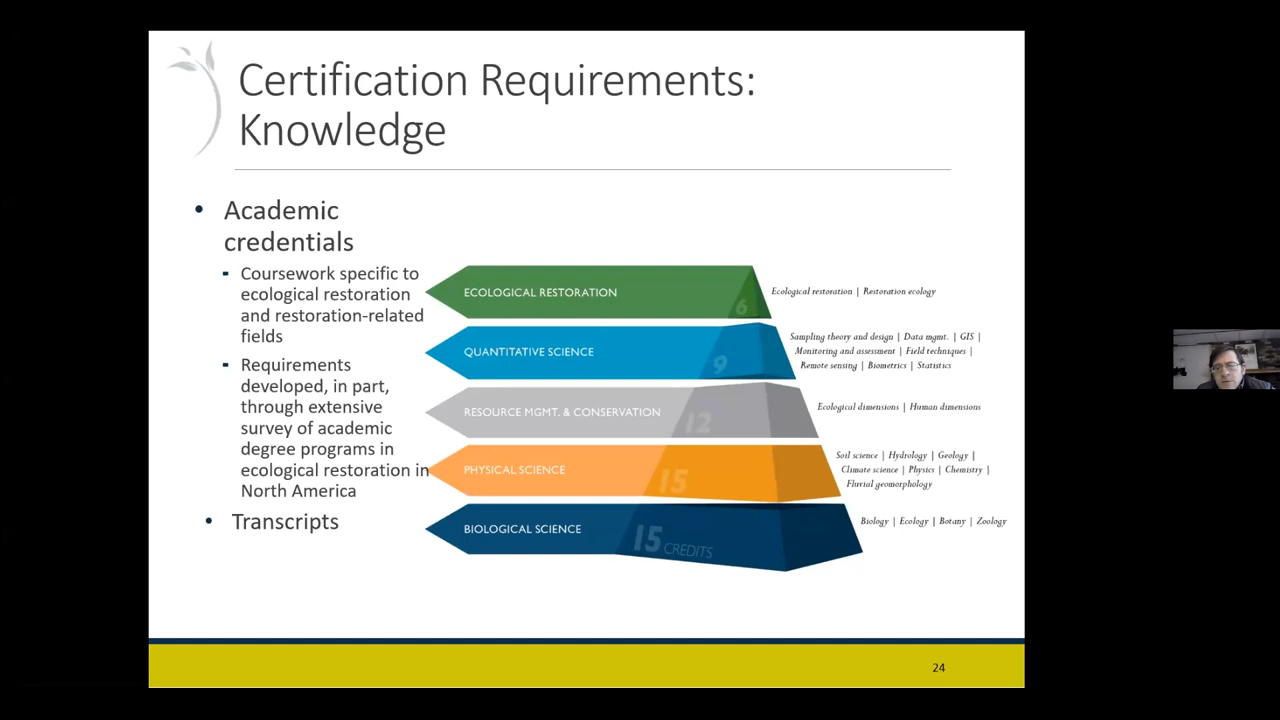 Certification Requirements:
Knowledge
• Academic
credentials
▪ Coursework specific to
ecological restoration
and restoration-related
fields
▪ Requirements
developed, in part,
through extensive
survey of academic
degree programs in
ecological restoration in
North America
• Transcripts
ECOLOGICAL RESTORATION
6
Ecological restoration | Restoration ecology
QUANTITATIVE SCIENCE
9
Sampling theory and design | Data mgmt. | GIS |
Monitoring and assessment | Field techniques |
Remote sensing | Biometrics | Statistics
RESOURCE MGMT. & CONSERVATION
12
Ecological dimensions | Human dimensions
PHYSICAL SCIENCE
15
Soil science | Hydrology | Geology |
Climate science | Physics | Chemistry |
Fluvial geomorphology
BIOLOGICAL SCIENCE
15 CREDITS
Biology | Ecology | Botany | Zoology
24